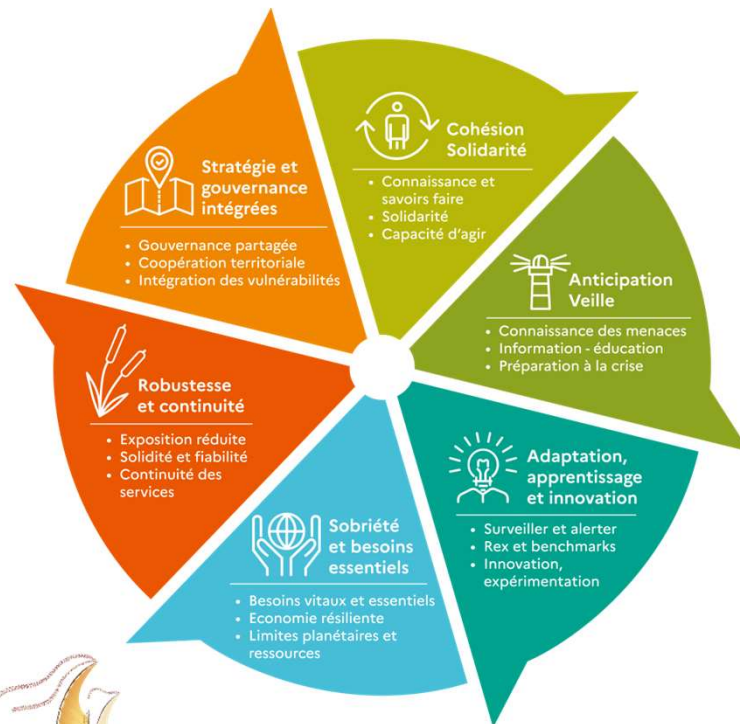 Stratégie et
gouvernance
intégrées
• Gouvernance partagée
• Coopération territoriale
• Intégration des vulnérabilités
Cohésion
Solidarité
• Connaissance et
savoirs faire
• Solidarité
• Capacité d'agir
Anticipation
Veille
• Connaissance des menaces
• Information - éducation
• Préparation à la crise
Adaptation,
apprentissage
et innovation
• Surveiller et alerter
• Rex et benchmarks
• Innovation,
expérimentation
Sobriété
et besoins
essentiels
• Besoins vitaux et essentiels
• Economie résiliente
• Limites planétaires et
ressources
Robustesse
et continuité
• Exposition réduite
• Solidité et fiabilité
• Continuité des
services